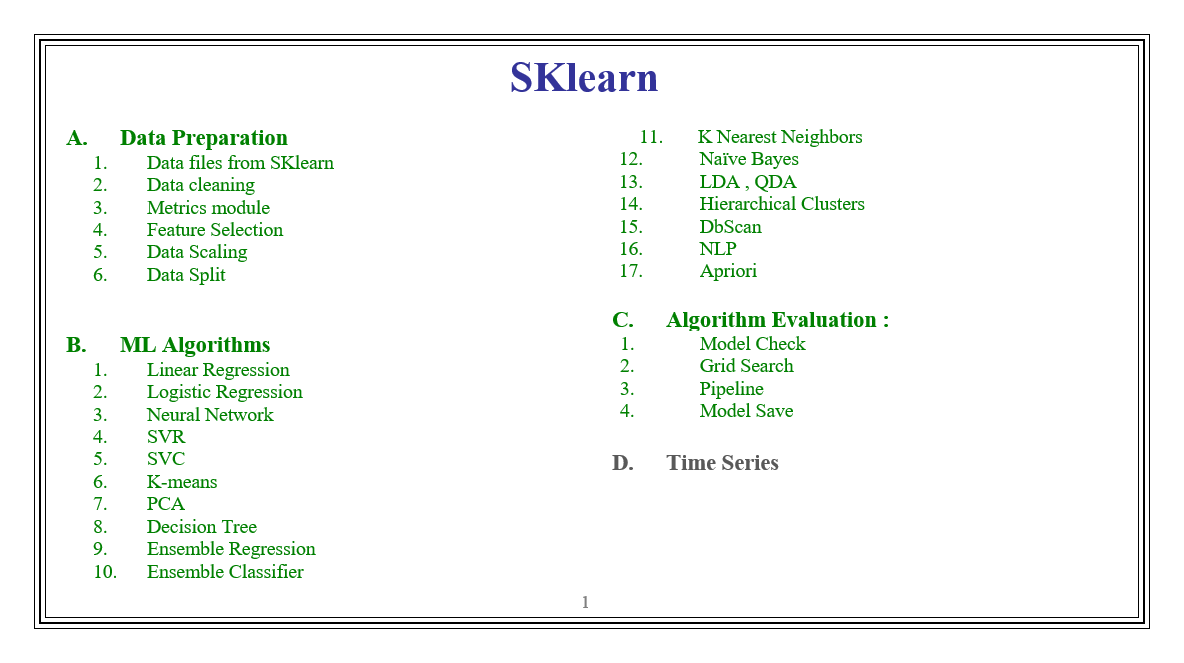 SKlearn
A. Data Preparation
1. Data files from SKlearn
2. Data cleaning
3. Metrics module
4. Feature Selection
5. Data Scaling
6. Data Split
B. ML Algorithms
1. Linear Regression
2. Logistic Regression
3. Neural Network
4. SVR
5. SVC
6. K-means
7. PCA
8. Decision Tree
9. Ensemble Regression
10. Ensemble Classifier
11. K Nearest Neighbors
12. Naïve Bayes
13. LDA , QDA
14. Hierarchical Clusters
15. DbScan
16. NLP
17. Apriori
C. Algorithm Evaluation :
1. Model Check
2. Grid Search
3. Pipeline
4. Model Save
D. Time Series
1